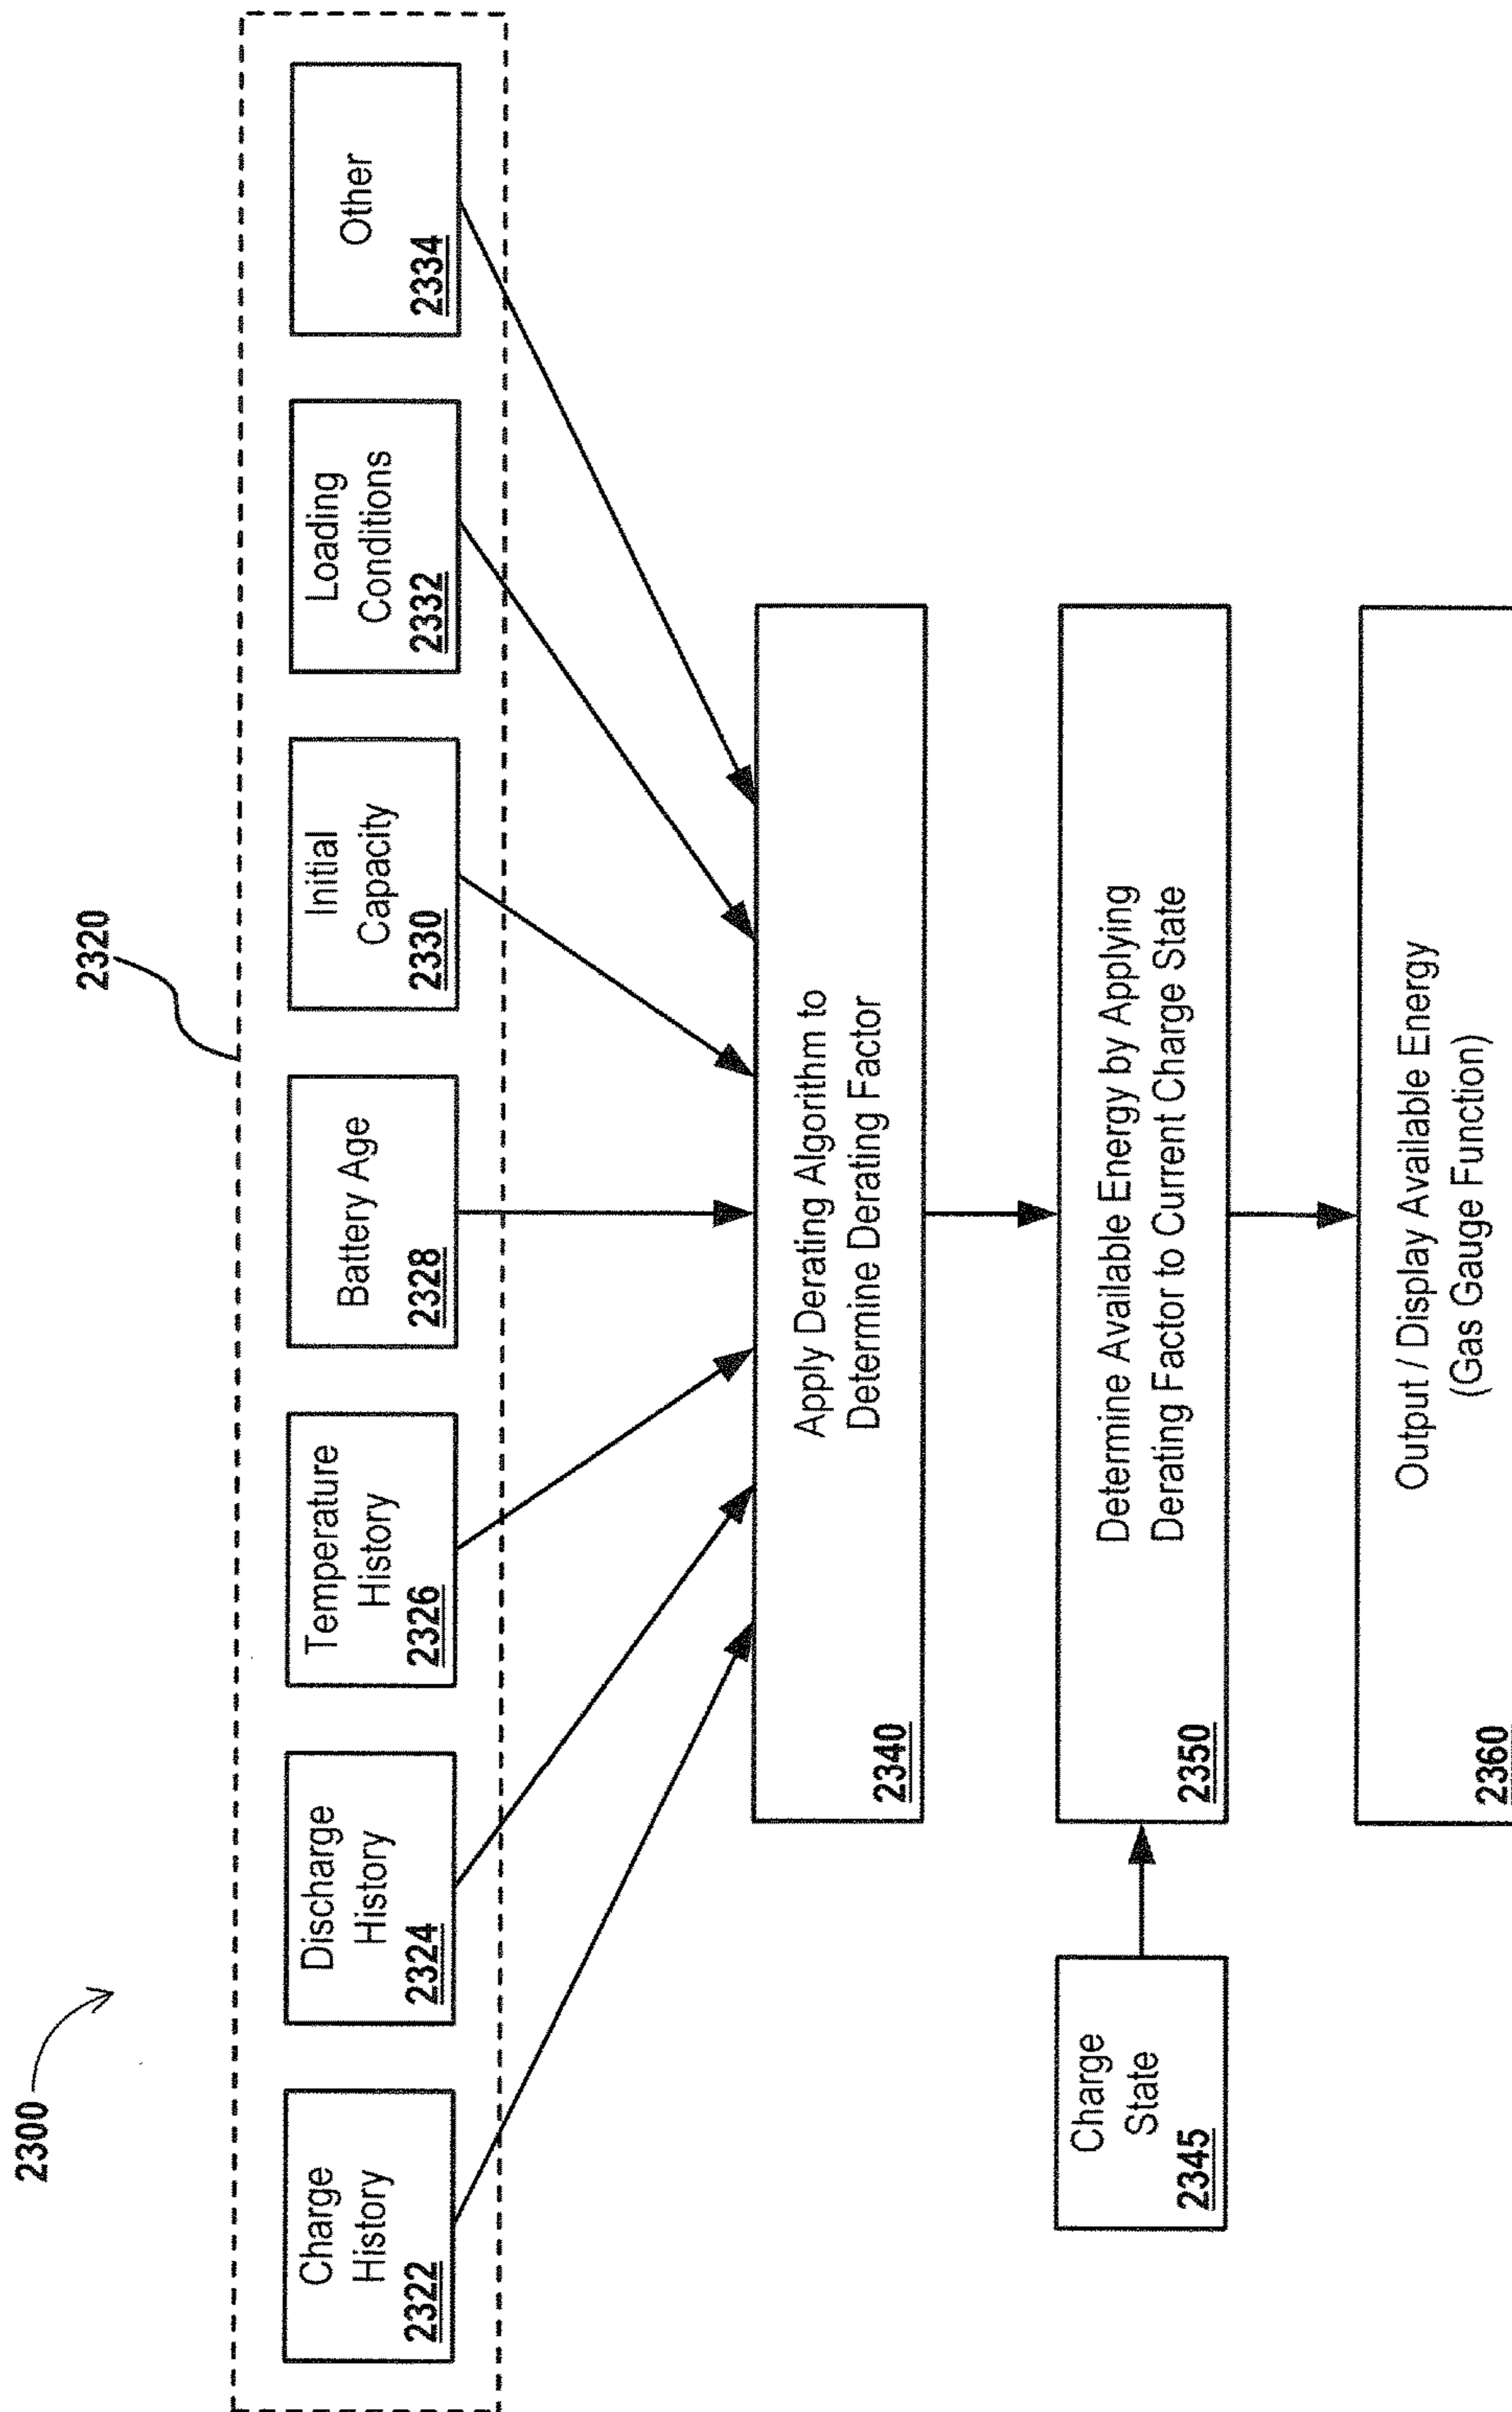 2300
2320
Charge
History
2322
Discharge
History
2324
Temperature
History
2326
Battery Age
2328
Initial
Capacity
2330
Loading
Conditions
2332
Other
2334
Apply Derating Algorithm to
Determine Derating Factor
2340
Charge
State
2345
Determine Available Energy by Applying
Derating Factor to Current Charge State
2350
Output / Display Available Energy
(Gas Gauge Function)
2360